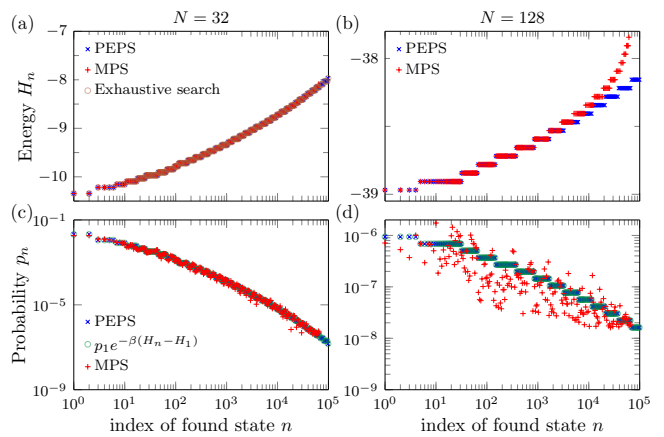 (a) N = 32 (b) N = 128
-7
-8
-9
-10
Energy H_n
PEPS
MPS
Exhaustive search
-38
-39
PEPS
MPS
(c) (d)
10^-1
10^-5
10^-9
Probability p_n
PEPS
p_1e^-β(H_n-H_1)
MPS
10^-6
10^-7
10^-8
10^-9
10^0 10^1 10^2 10^3 10^4 10^5
10^0 10^1 10^2 10^3 10^4 10^5
index of found state n
index of found state n